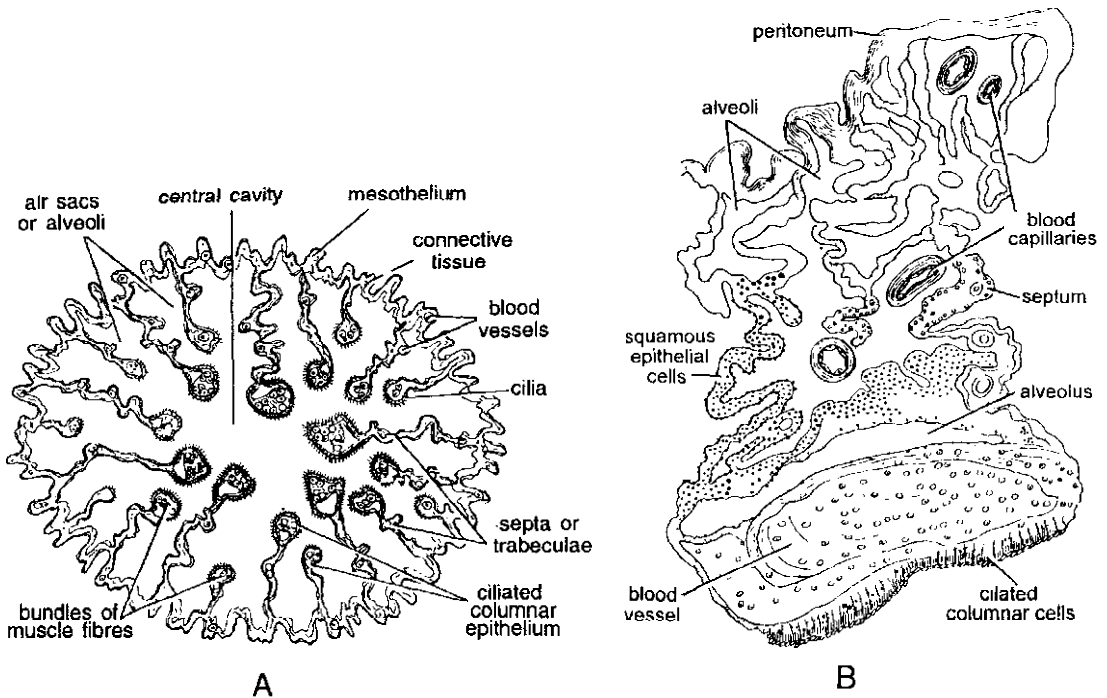 air sacs
or alveoli
central cavity
mesothelium
connective
tissue
blood
vessels
cilia
septa or
trabeculae
ciliated
columnar
epithelium
bundles of
muscle fibres
A
peritoneum
alveoli
blood
capillaries
septum
squamous
epithelial
cells
alveolus
blood
vessel
cilated
columnar cells
B